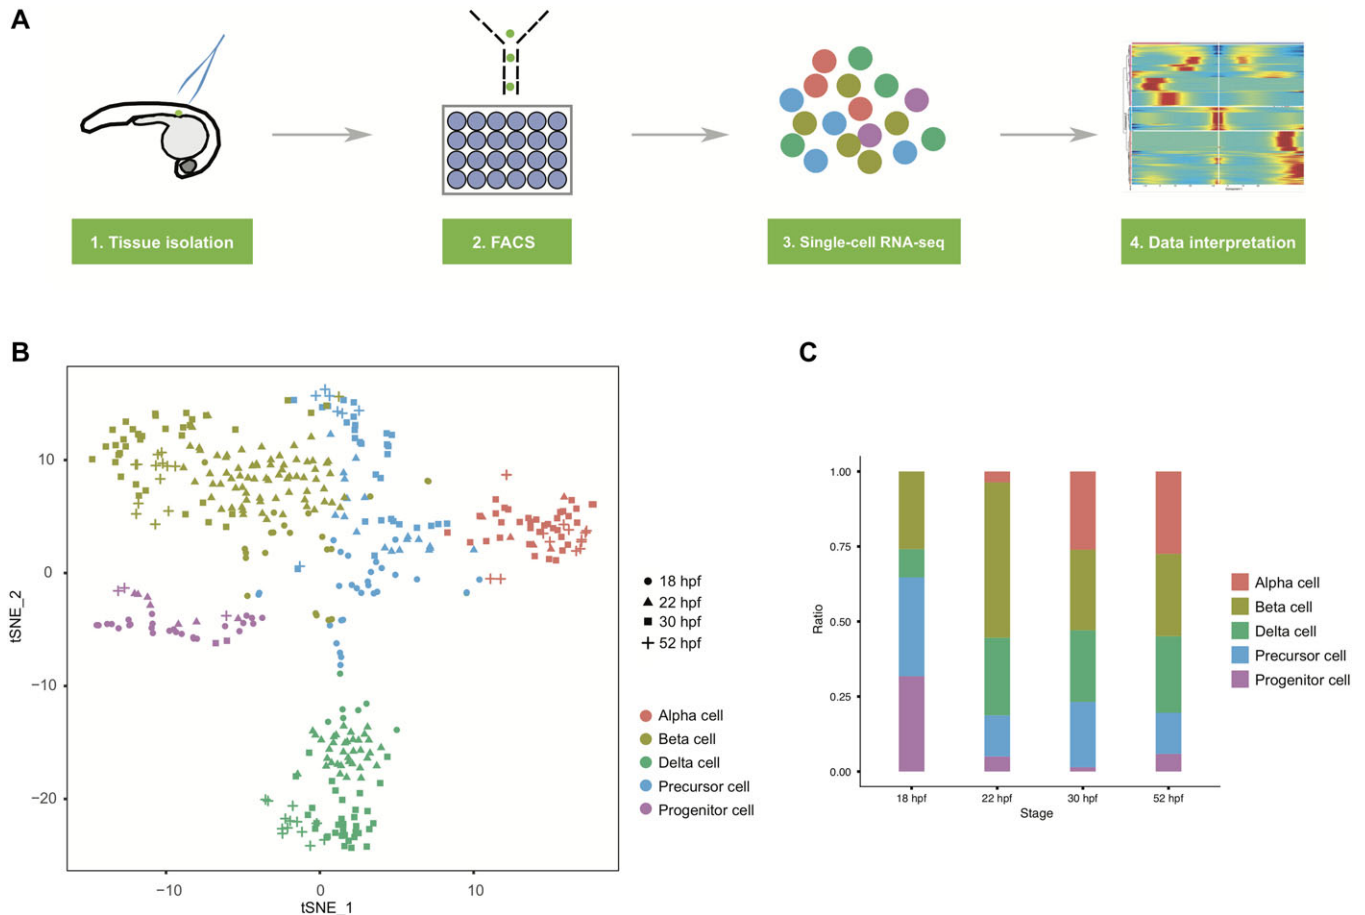 A
1. Tissue isolation
2. FACS
3. Single-cell RNA-seq
4. Data interpretation
B
10
0
−10
−20
tSNE_2
−10
0
10
tSNE_1
18 hpf
22 hpf
30 hpf
52 hpf
Alpha cell
Beta cell
Delta cell
Precursor cell
Progenitor cell
C
1.00
0.75
0.50
0.25
0.00
Ratio
18 hpf
22 hpf
30 hpf
52 hpf
Stage
Alpha cell
Beta cell
Delta cell
Precursor cell
Progenitor cell